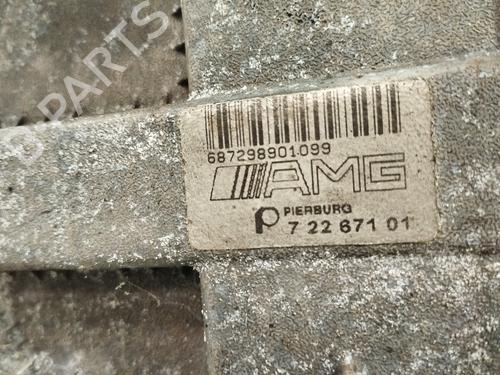 B-PARTS
687298901099
AMG
PIERBURG
7 22 671 01